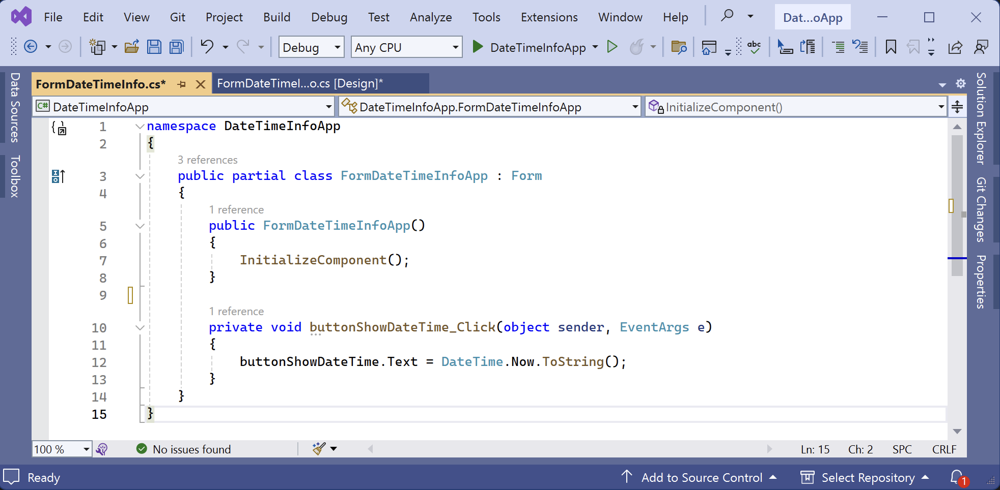 File Edit View Git Project Build Debug Test Analyze Tools Extensions Window Help Dat...oApp
Debug Any CPU DateTimeInfoApp abc
FormDateTimeInfo.cs* FormDateTimeI...o.cs [Design]*
C# DateTimeInfoApp DateTimeInfoApp.FormDateTimeInfoApp InitializeComponent()
Data Sources
Toolbox
1 namespace DateTimeInfoApp
2 {
3 references
3 public partial class FormDateTimeInfoApp : Form
4 {
1 reference
5 public FormDateTimeInfoApp()
6 {
7 InitializeComponent();
8 }
9
1 reference
10 private void buttonShowDateTime_Click(object sender, EventArgs e)
11 {
12 buttonShowDateTime.Text = DateTime.Now.ToString();
13 }
14 }
15 }
Solution Explorer
Git Changes
Properties
100 % No issues found Ln: 15 Ch: 2 SPC CRLF
Ready Add to Source Control Select Repository 1